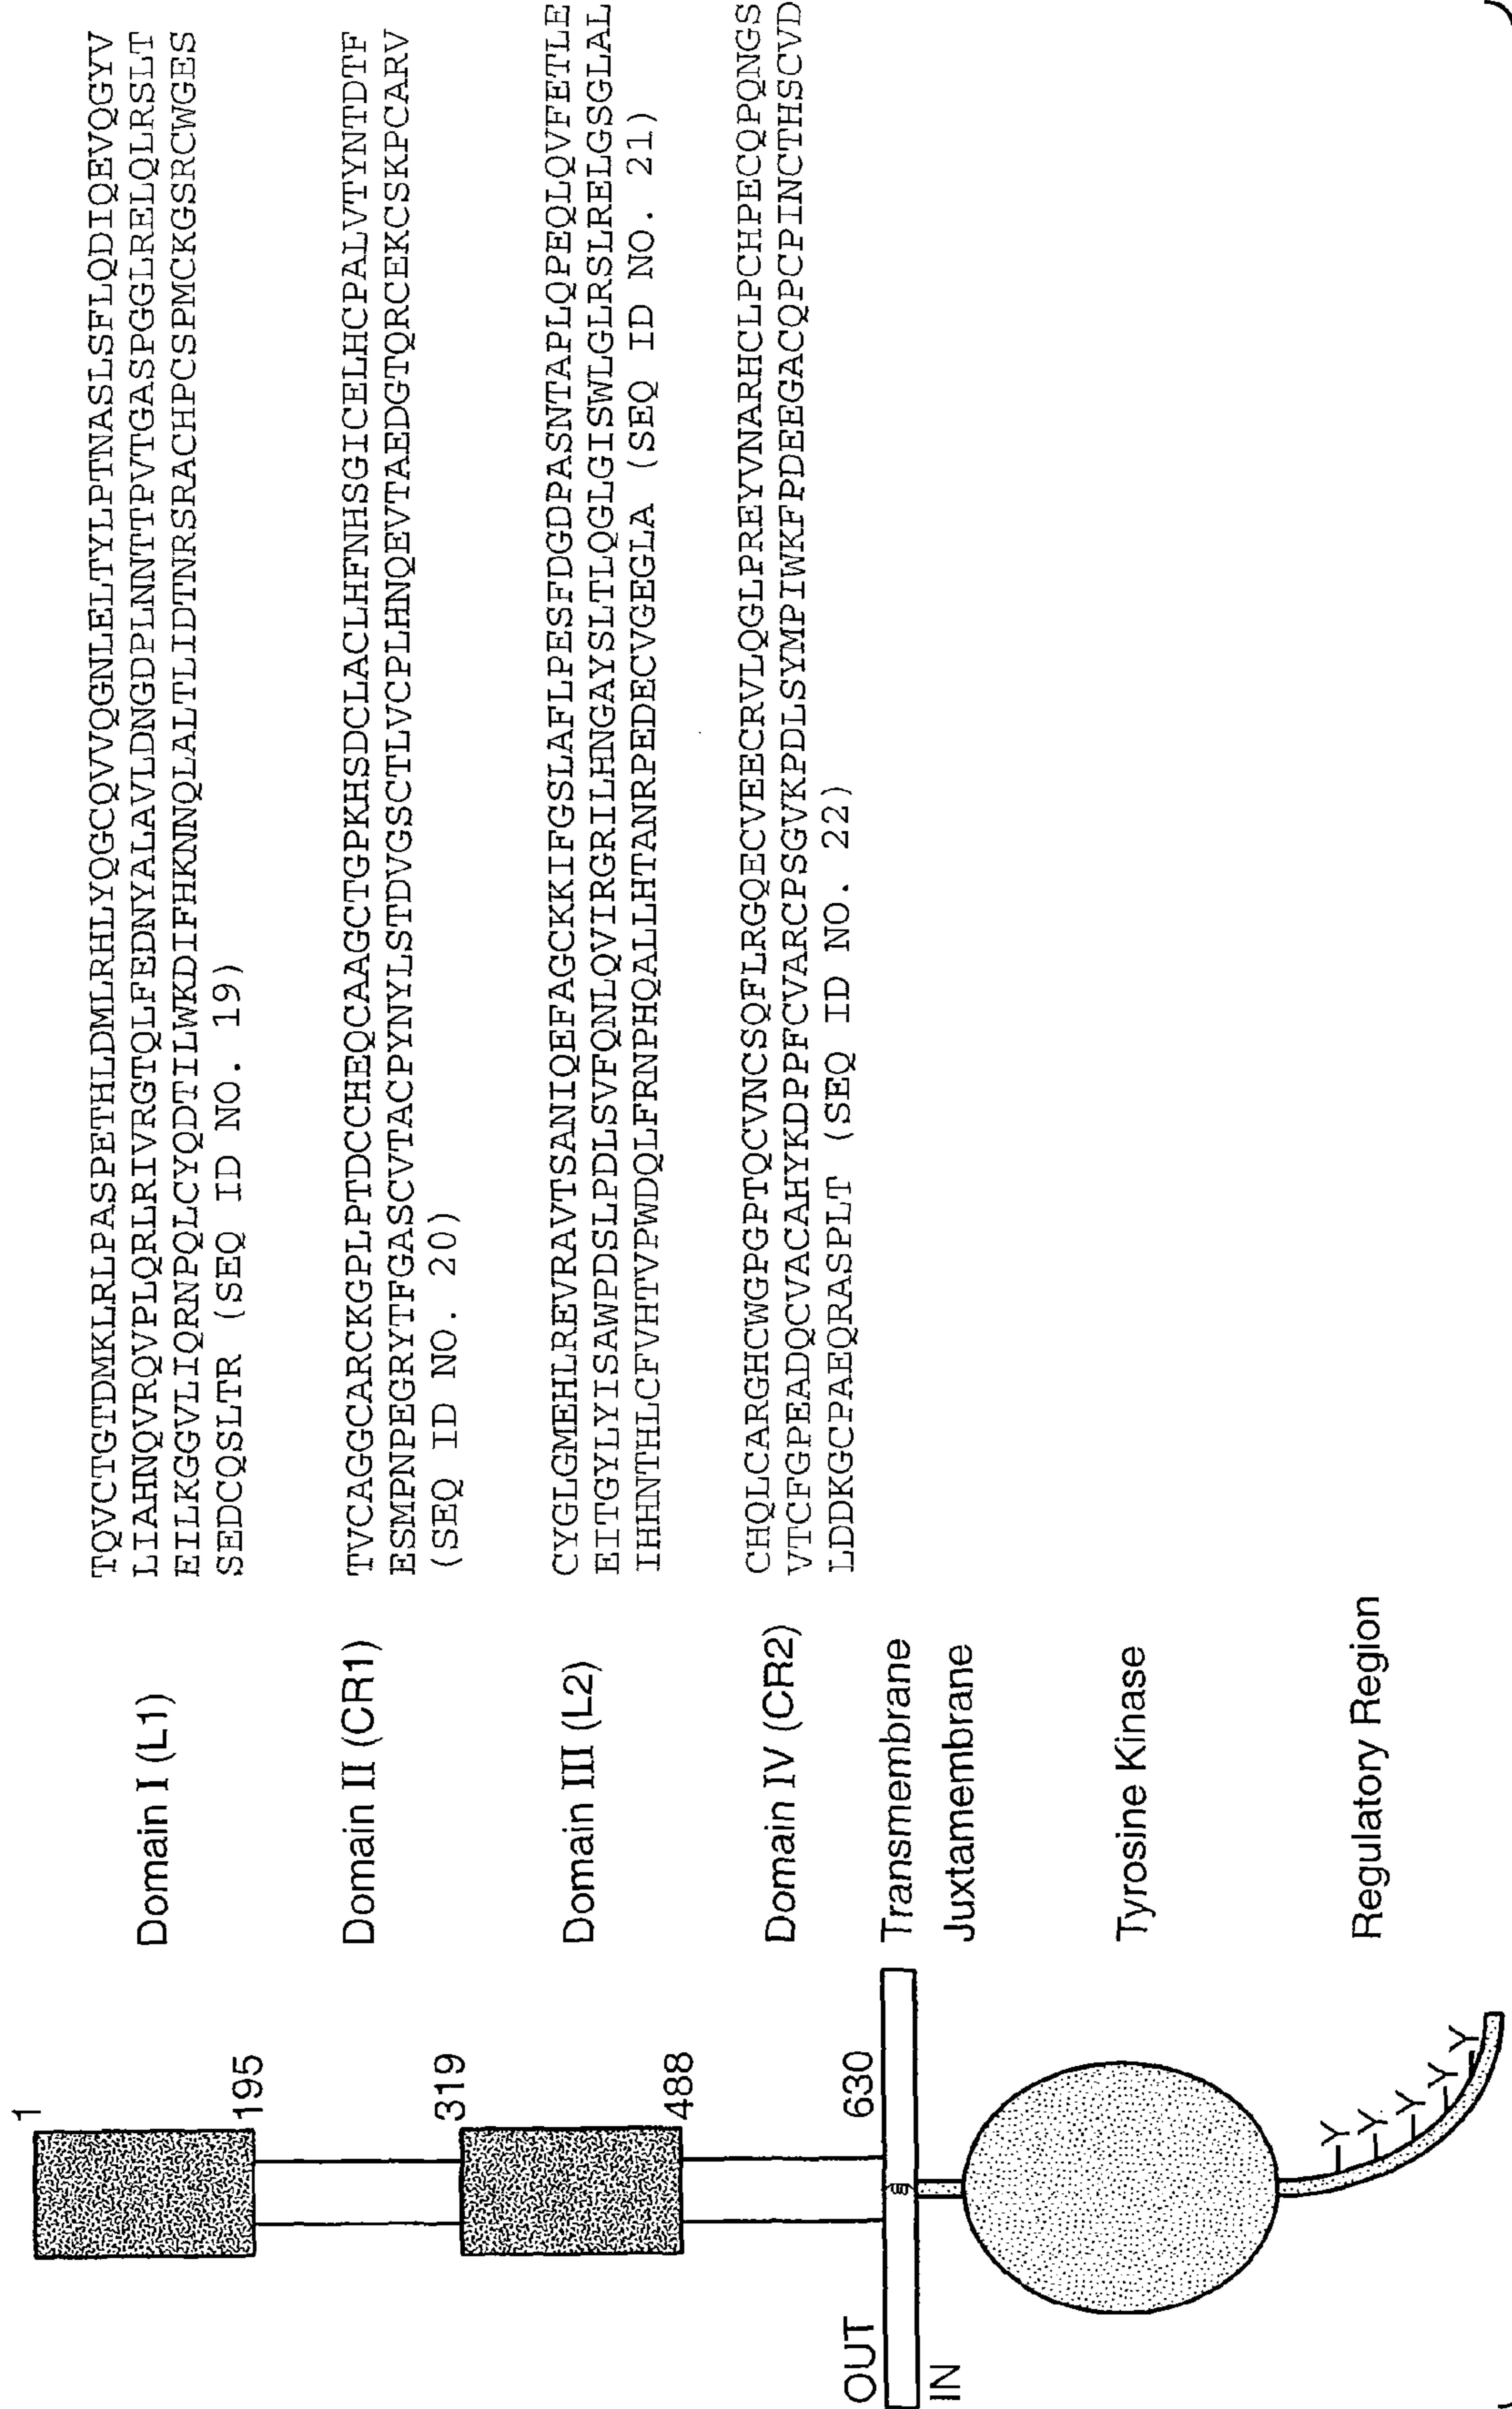 1
195
319
488
630
OUT
IN
Y
Y
Y
Y
Y
Domain I (L1)
TQVCTGTDMKLRLPASPETHLDMLRHLYQGCQVVQGNLELTYLPTNASLSFLQDIQEVQGYV
LIAHNQVRQVPLQRLRIVRGTQLFEDNYALAVLDNGDPLNNTTPVTGASPGGLRELQLRSLT
EILKGGVLIQRNPQLCYQDTILWKDIFHKNNQLALTLIDTNRSRACHPCSPMCKGSRCWGES
SEDCQSLTR (SEQ ID NO. 19)
Domain II (CR1)
TVCAGGCARCKGPLPTDCCHEQCAAGCTGPKHSDCLACLHFNHSGICELHCPALVTYNTDTF
ESMPNPEGRYTFGASCVTACPYNYLSTDVGSCTLVCPLHNQEVTAEDGTQRCEKCSKPCARV
(SEQ ID NO. 20)
Domain III (L2)
CYGLGMEHLREVRAVTSANIQEFAGCKKIFGSLAFLPESFDGDPASNTAPLQPEQLQVFETLE
EITGYLYISAWPDSLPDLSVFQNLQVIRGRILHNGAYSLTLQGLGISWLGLRSLRELGSGLAL
IHHNTHLCFVHTVPWDQLFRNPHQALLHTANRPEDECVGEGLA (SEQ ID NO. 21)
Domain IV (CR2)
CHQLCARGHCWGPGPTQCVNCSQFLRGQECVEECRVLQGLPREYVNARHCLPCHPECQPQNGS
VTCFGPEADQCVACAHYKDPPFCVARCPSGVKPDLSYMPIWKFPDEEGACQPCPINCTHSCVD
LDDKGCPAEQRASPLT (SEQ ID NO. 22)
Transmembrane
Juxtamembrane
Tyrosine Kinase
Regulatory Region